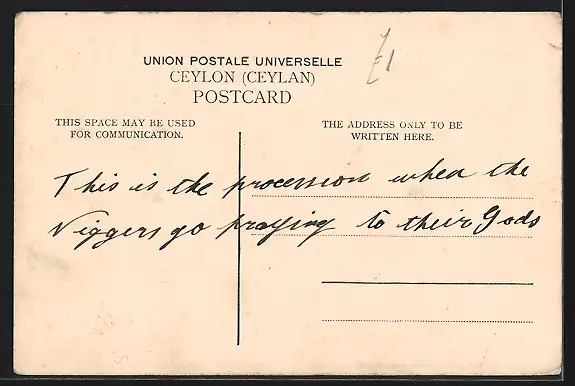 £1
UNION POSTALE UNIVERSELLE
CEYLON (CEYLAN)
POSTCARD
THIS SPACE MAY BE USED
FOR COMMUNICATION.
THE ADDRESS ONLY TO BE
WRITTEN HERE.
This is the procession when the
Niggers go praying to their Gods